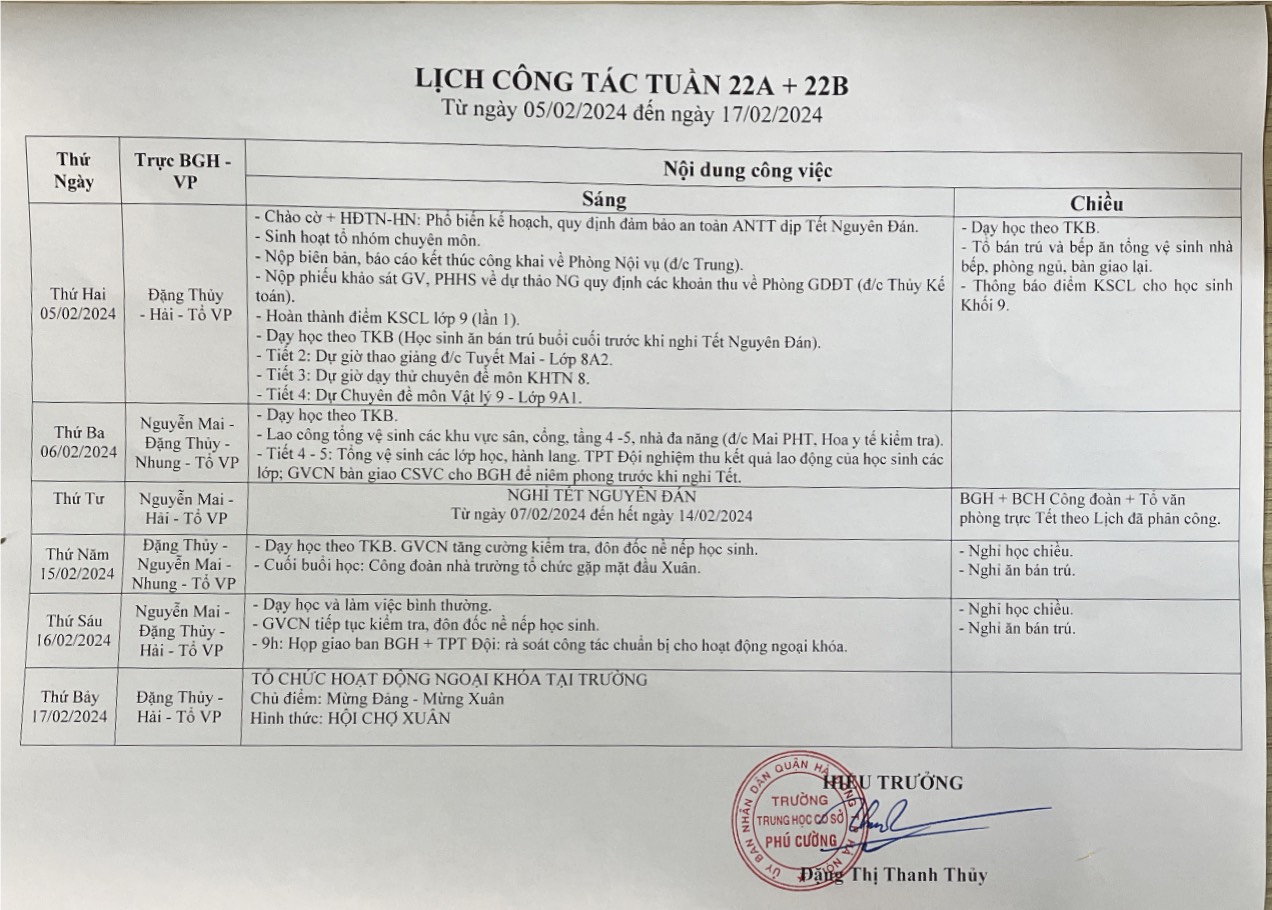 LỊCH CÔNG TÁC TUẦN 22A + 22B
Từ ngày 05/02/2024 đến ngày 17/02/2024
Thứ
Ngày
Trực BGH -
VP
Nội dung công việc
Sáng
Chiều
Thứ Hai
05/02/2024
Đặng Thủy
- Hải - Tổ VP
- Chào cờ + HĐTN-HN: Phổ biến kế hoạch, quy định đảm bảo an toàn ANTT dịp Tết Nguyên Đán.
- Sinh hoạt tổ nhóm chuyên môn.
- Nộp biên bản, báo cáo kết thúc công khai về Phòng Nội vụ (đ/c Trung).
- Nộp phiếu khảo sát GV, PHHS về dự thảo NG quy định các khoản thu về Phòng GDĐT (đ/c Thủy Kế
toán).
- Hoàn thành điểm KSCL lớp 9 (lần 1).
- Dạy học theo TKB (Học sinh ăn bán trú buổi cuối trước khi nghỉ Tết Nguyên Đán).
- Tiết 2: Dự giờ thao giảng đ/c Tuyết Mai - Lớp 8A2.
- Tiết 3: Dự giờ dạy thử chuyên đề môn KHTN 8.
- Tiết 4: Dự Chuyên đề môn Vật lý 9 - Lớp 9A1.
- Dạy học theo TKB.
- Tổ bán trú và bếp ăn tổng vệ sinh nhà
bếp, phòng ngủ, bàn giao lại.
- Thông báo điểm KSCL cho học sinh
Khối 9.
Thứ Ba
06/02/2024
Nguyễn Mai -
Đặng Thủy -
Nhung - Tổ VP
- Dạy học theo TKB.
- Lao công tổng vệ sinh các khu vực sân, cổng, tầng 4 -5, nhà đa năng (đ/c Mai PHT, Hoa y tế kiểm tra).
- Tiết 4 - 5: Tổng vệ sinh các lớp học, hành lang. TPT Đội nghiệm thu kết quả lao động của học sinh các
lớp; GVCN bàn giao CSVC cho BGH để niêm phong trước khi nghỉ Tết.
Thứ Tư
Nguyễn Mai -
Hải - Tổ VP
NGHỈ TẾT NGUYÊN ĐÁN
Từ ngày 07/02/2024 đến hết ngày 14/02/2024
BGH + BCH Công đoàn + Tổ văn
phòng trực Tết theo Lịch đã phân công.
Thứ Năm
15/02/2024
Đặng Thủy -
Nguyễn Mai -
Nhung - Tổ VP
- Dạy học theo TKB. GVCN tăng cường kiểm tra, đôn đốc nề nếp học sinh.
- Cuối buổi học: Công đoàn nhà trường tổ chức gặp mặt đầu Xuân.
- Nghỉ học chiều.
- Nghỉ ăn bán trú.
Thứ Sáu
16/02/2024
Nguyễn Mai -
Đặng Thủy -
Hải - Tổ VP
- Dạy học và làm việc bình thường.
- GVCN tiếp tục kiểm tra, đôn đốc nề nếp học sinh.
- 9h: Họp giao ban BGH + TPT Đội: rà soát công tác chuẩn bị cho hoạt động ngoại khóa.
- Nghỉ học chiều.
- Nghỉ ăn bán trú.
Thứ Bảy
17/02/2024
Đặng Thủy -
Hải - Tổ VP
TỔ CHỨC HOẠT ĐỘNG NGOẠI KHÓA TẠI TRƯỜNG
Chủ điểm: Mừng Đảng - Mừng Xuân
Hình thức: HỘI CHỢ XUÂN
HIỆU TRƯỞNG
ỦY BAN NHÂN DÂN QUẬN HÀ ĐÔNG TP HÀ NỘI
TRƯỜNG
TRUNG HỌC CƠ SỞ
PHÚ CƯỜNG
Đặng Thị Thanh Thủy